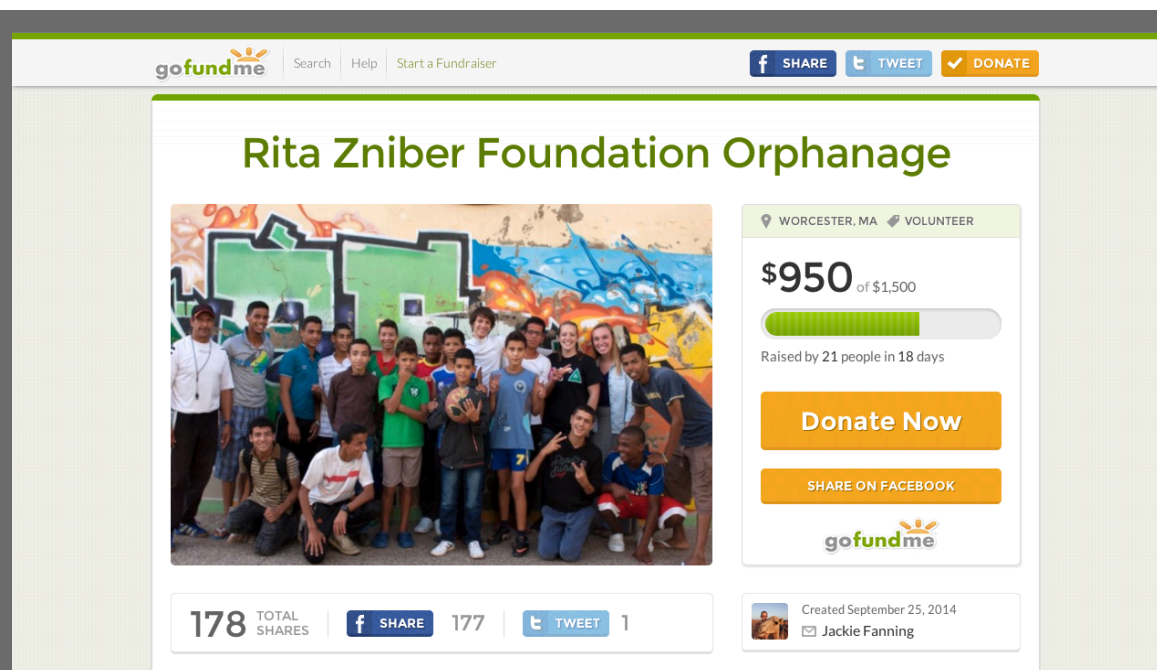 gofundme
Search
Help
Start a Fundraiser
SHARE
TWEET
DONATE
Rita Zniber Foundation Orphanage
WORCESTER, MA
VOLUNTEER
$950 of $1,500
Raised by 21 people in 18 days
Donate Now
SHARE ON FACEBOOK
gofundme
178 TOTAL
SHARES
SHARE
177
TWEET
1
Created September 25, 2014
Jackie Fanning